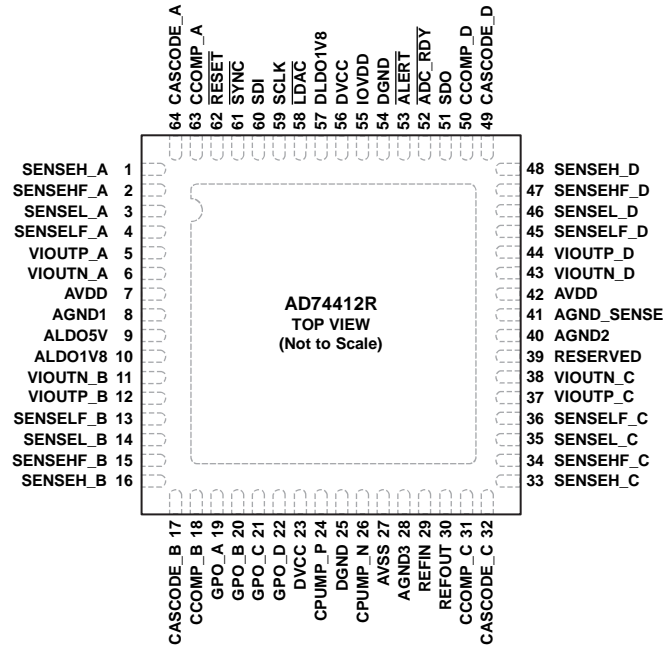 64 CASCODE_A
63 CCOMP_A
62 RESET
61 SYNC
60 SDI
59 SCLK
58 LDAC
57 DLDO1V8
56 DVCC
55 IOVDD
54 DGND
53 ALERT
52 ADC_RDY
51 SDO
50 CCOMP_D
49 CASCODE_D
SENSEH_A 1
SENSEHF_A 2
SENSEL_A 3
SENSELF_A 4
VIOUTP_A 5
VIOUTN_A 6
AVDD 7
AGND1 8
ALDO5V 9
ALDO1V8 10
VIOUTN_B 11
VIOUTP_B 12
SENSELF_B 13
SENSEL_B 14
SENSEHF_B 15
SENSEH_B 16
AD74412R
TOP VIEW
(Not to Scale)
48 SENSEH_D
47 SENSEHF_D
46 SENSEL_D
45 SENSELF_D
44 VIOUTP_D
43 VIOUTN_D
42 AVDD
41 AGND_SENSE
40 AGND2
39 RESERVED
38 VIOUTN_C
37 VIOUTP_C
36 SENSELF_C
35 SENSEL_C
34 SENSEHF_C
33 SENSEH_C
CASCODE_B 17
CCOMP_B 18
GPO_A 19
GPO_B 20
GPO_C 21
GPO_D 22
DVCC 23
CPUMP_P 24
DGND 25
CPUMP_N 26
AVSS 27
AGND3 28
REFIN 29
REFOUT 30
CCOMP_C 31
CASCODE_C 32